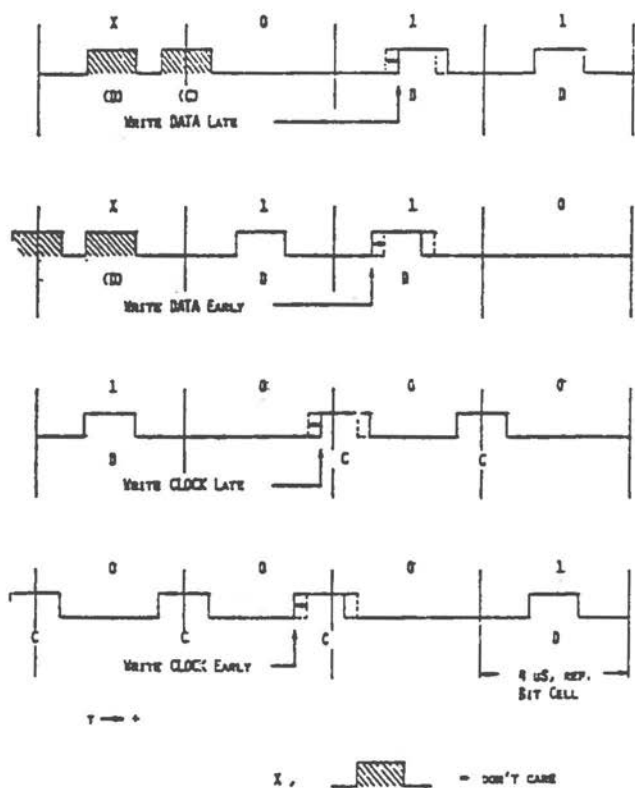 X 0 1 1
(D) (C) D D
WRITE DATA LATE
X 1 1 0
(D) D D
WRITE DATA EARLY
1 0 0 0
D C C
WRITE CLOCK LATE
0 0 0 1
C C C D
WRITE CLOCK EARLY
4 uS, REF.
BIT CELL
T +
X, = DON'T CARE